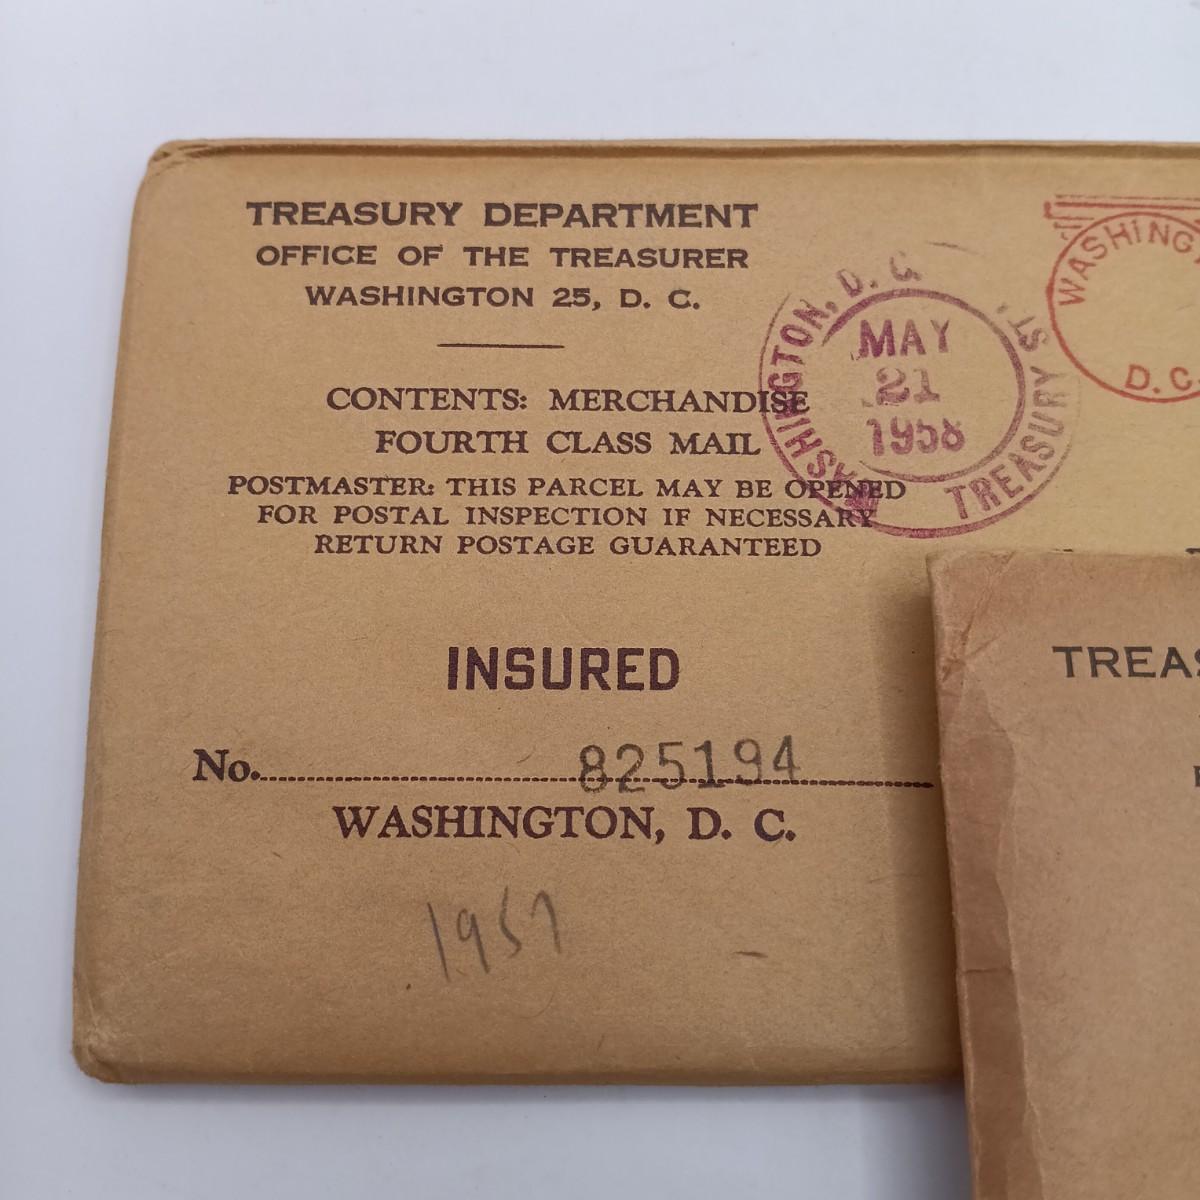 TREASURY DEPARTMENT
OFFICE OF THE TREASURER
WASHINGTON 25, D. C.
CONTENTS: MERCHANDISE
FOURTH CLASS MAIL
POSTMASTER: THIS PARCEL MAY BE OPENED
FOR POSTAL INSPECTION IF NECESSARY
RETURN POSTAGE GUARANTEED
WASHINGTON, D. C.
MAY
21
1958
TREASURY ST.
WASHING
D.C.
INSURED
No. 825194
WASHINGTON, D. C.
1957
TREAS